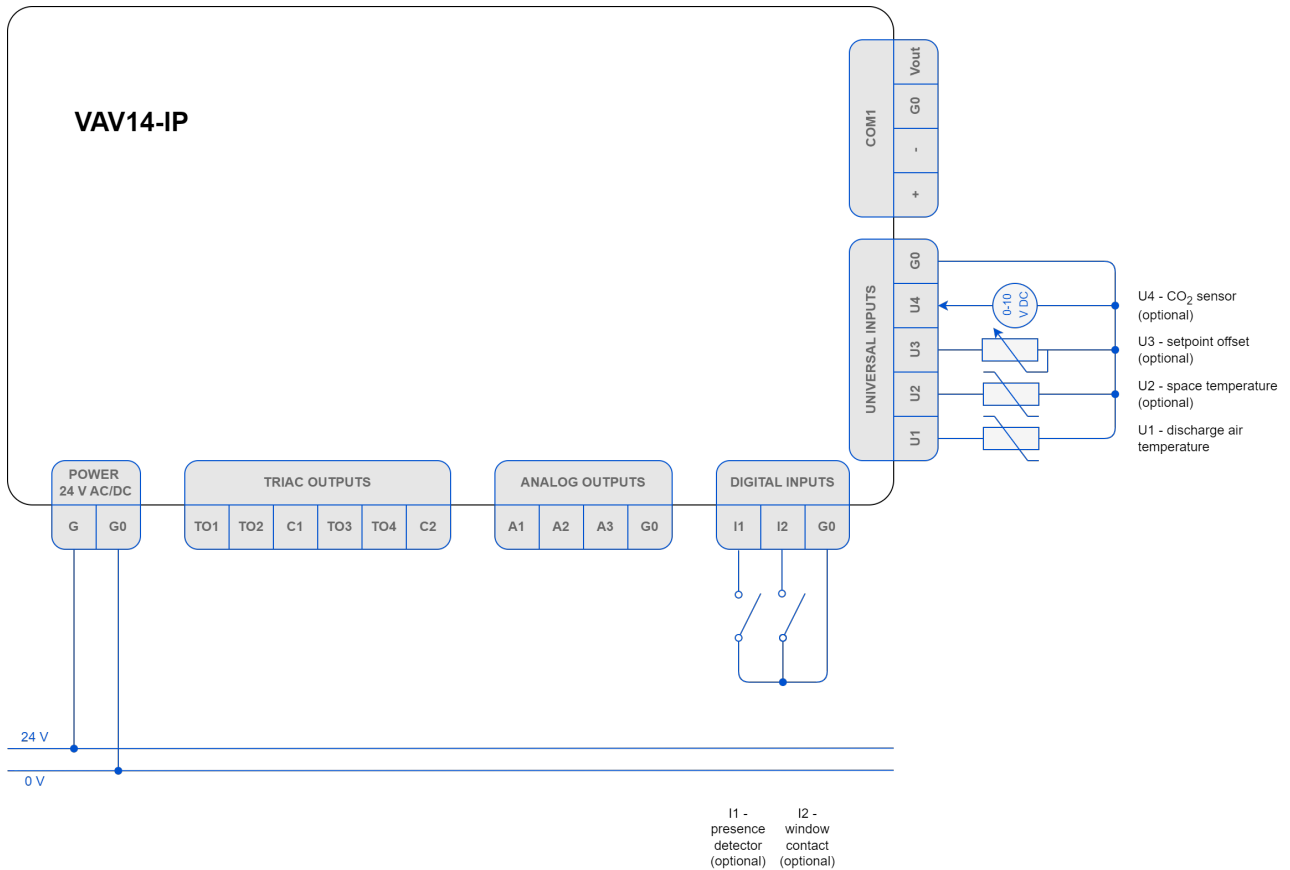 VAV14-IP
COM1
Vout
G0
-
+
UNIVERSAL INPUTS
G0
U4
U3
U2
U1
0-10
V DC
U4 - CO2 sensor
(optional)
U3 - setpoint offset
(optional)
U2 - space temperature
(optional)
U1 - discharge air
temperature
POWER
24 V AC/DC
G G0
TRIAC OUTPUTS
TO1 TO2 C1 TO3 TO4 C2
ANALOG OUTPUTS
A1 A2 A3 G0
DIGITAL INPUTS
I1 I2 G0
24 V
0 V
I1 -
presence
detector
(optional)
I2 -
window
contact
(optional)